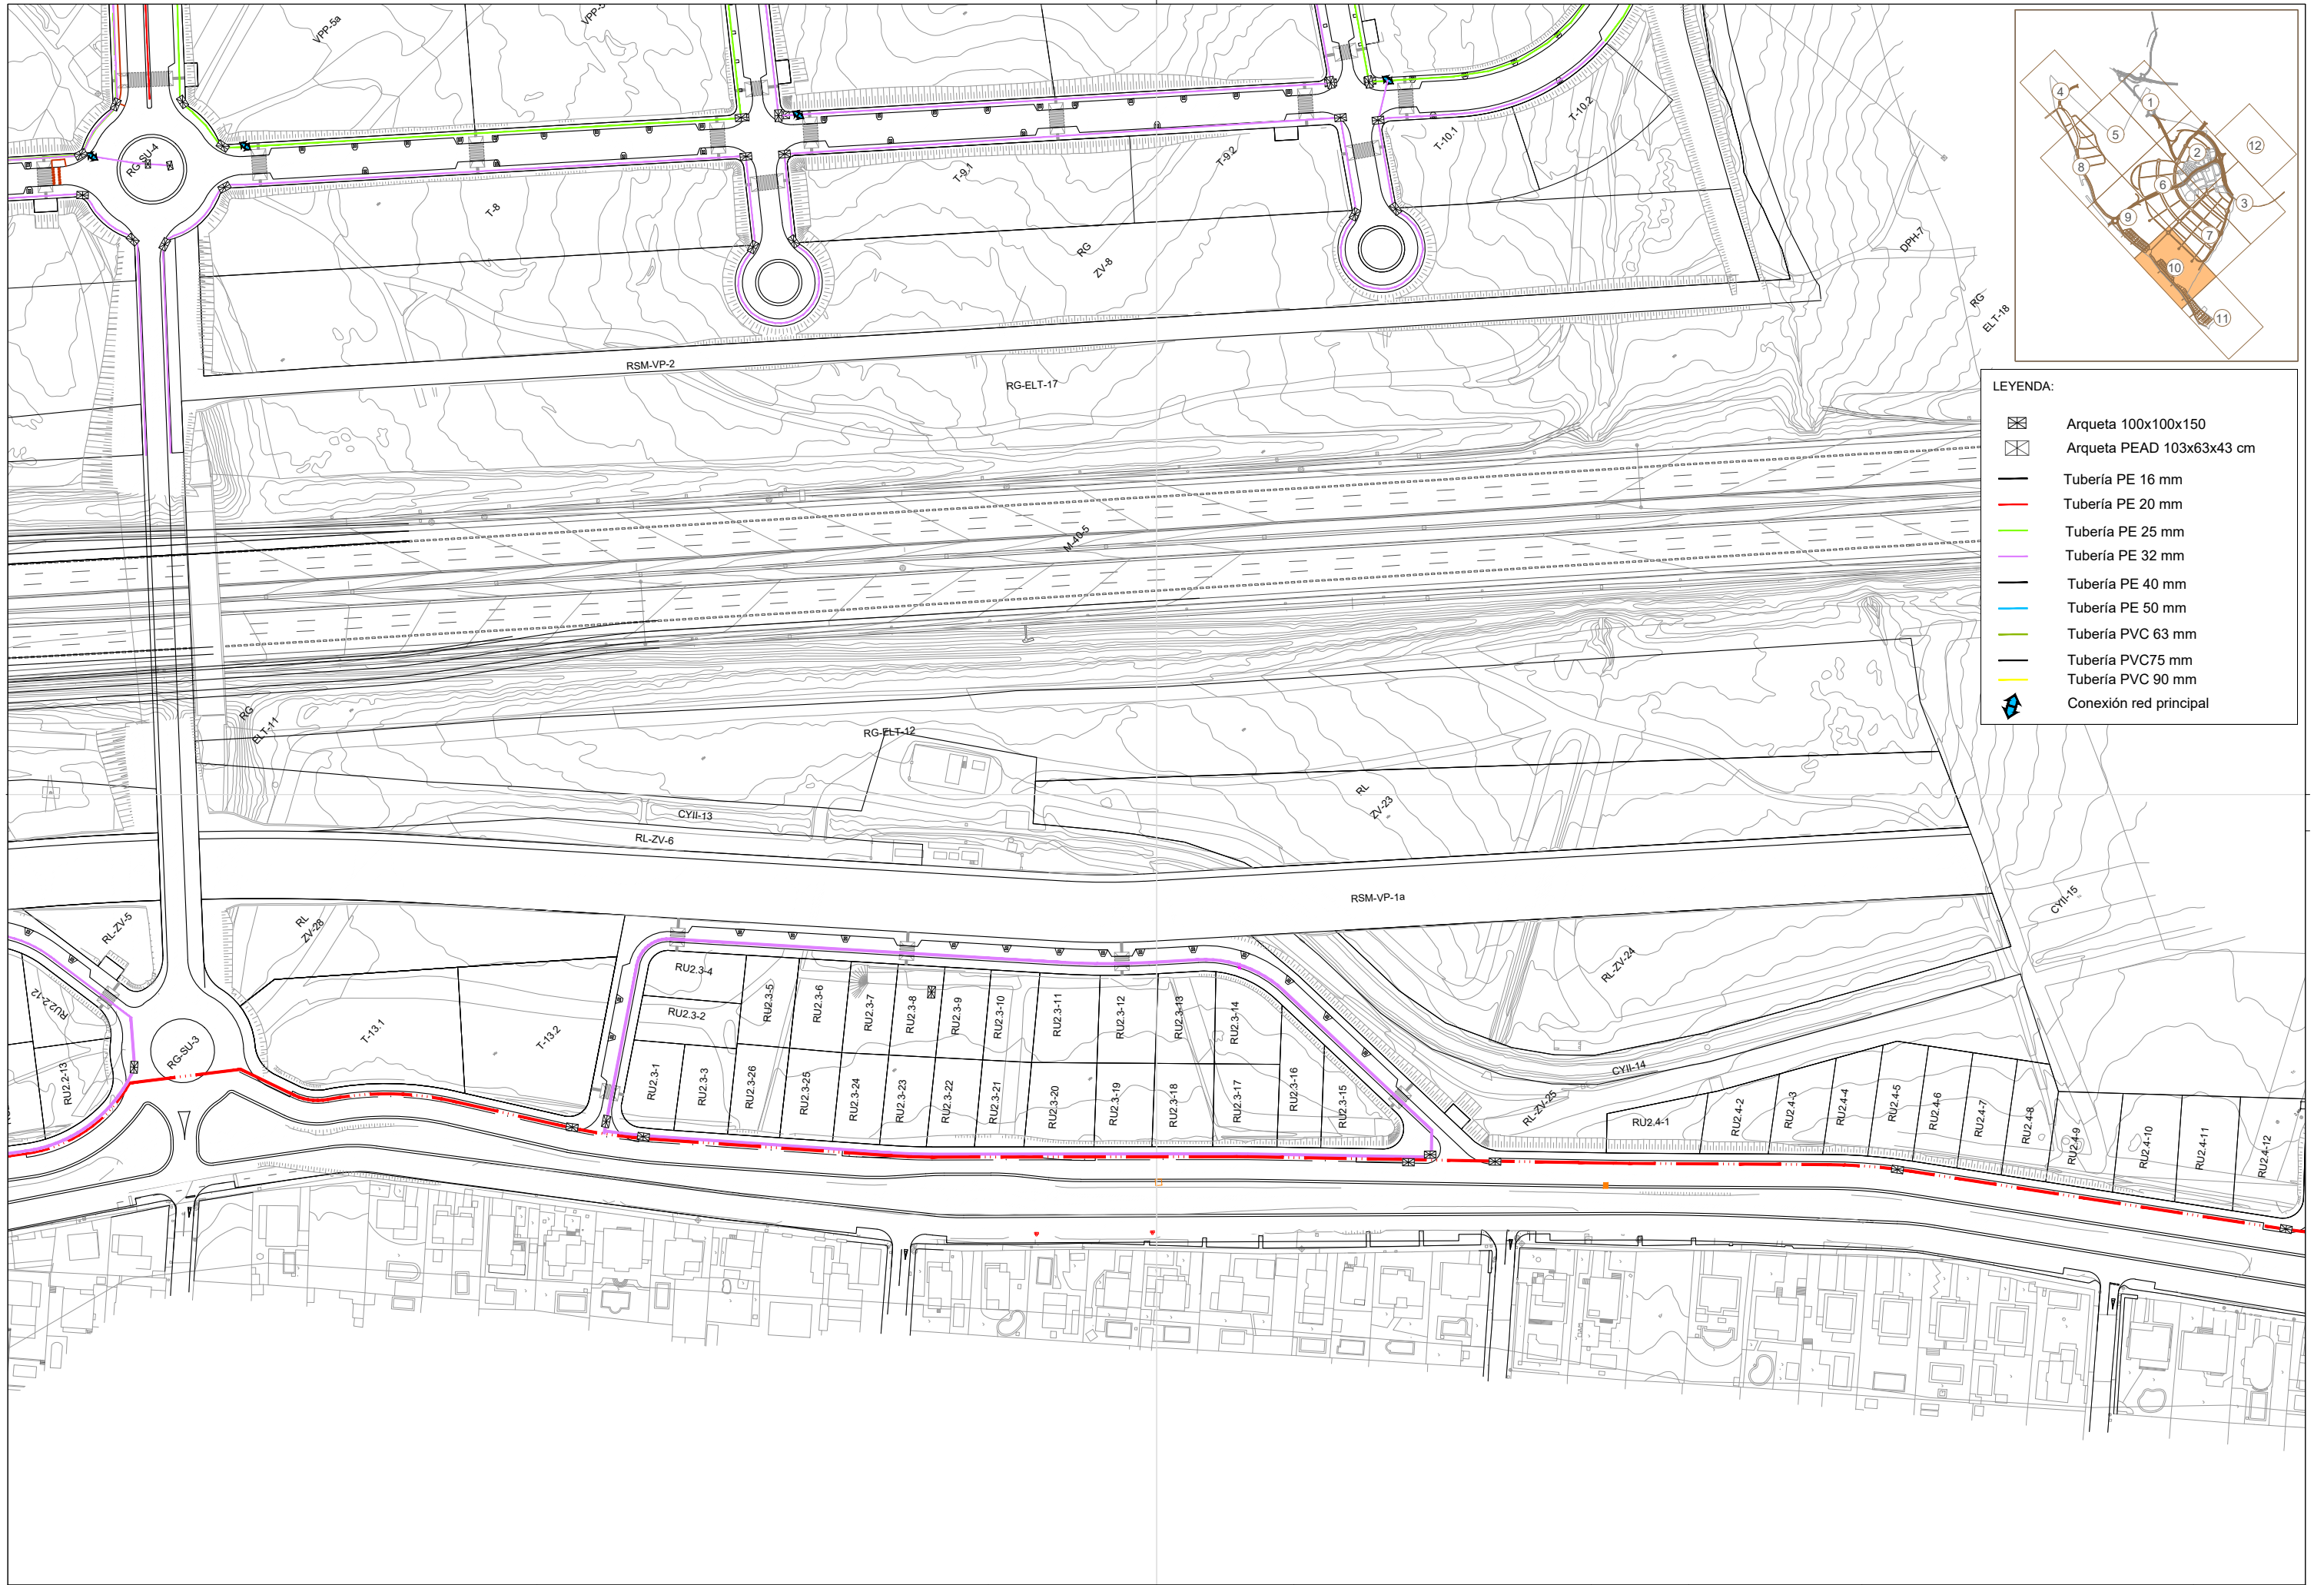 VPP-5a
RG
SU-4
T-8
T-9.1
T-9.2
T-10.1
T-10.2
RG
ZV-8
DPH-7
RG
ELT-18
RSM-VP-2
RG-ELT-17
M-40-5
4
1
5
12
2
8
6
3
9
7
10
11
LEYENDA:
Arqueta 100x100x150
Arqueta PEAD 103x63x43 cm
Tubería PE 16 mm
Tubería PE 20 mm
Tubería PE 25 mm
Tubería PE 32 mm
Tubería PE 40 mm
Tubería PE 50 mm
Tubería PVC 63 mm
Tubería PVC75 mm
Tubería PVC 90 mm
Conexión red principal
RG
ELT-11
RG-ELT-12
CYII-13
RL-ZV-6
RL
ZV-23
RSM-VP-1a
CYII-15
RL-ZV-5
RL
ZV-28
RL-ZV-24
CYII-14
RL-ZV-25
RU2.2-12
RU2.2-13
RG-SU-3
T-13.1
T-13.2
RU2.3-4
RU2.3-2
RU2.3-1
RU2.3-3
RU2.3-5
RU2.3-6
RU2.3-7
RU2.3-8
RU2.3-9
RU2.3-10
RU2.3-11
RU2.3-12
RU2.3-13
RU2.3-14
RU2.3-26
RU2.3-25
RU2.3-24
RU2.3-23
RU2.3-22
RU2.3-21
RU2.3-20
RU2.3-19
RU2.3-18
RU2.3-17
RU2.3-16
RU2.3-15
RU2.4-1
RU2.4-2
RU2.4-3
RU2.4-4
RU2.4-5
RU2.4-6
RU2.4-7
RU2.4-8
RU2.4-9
RU2.4-10
RU2.4-11
RU2.4-12